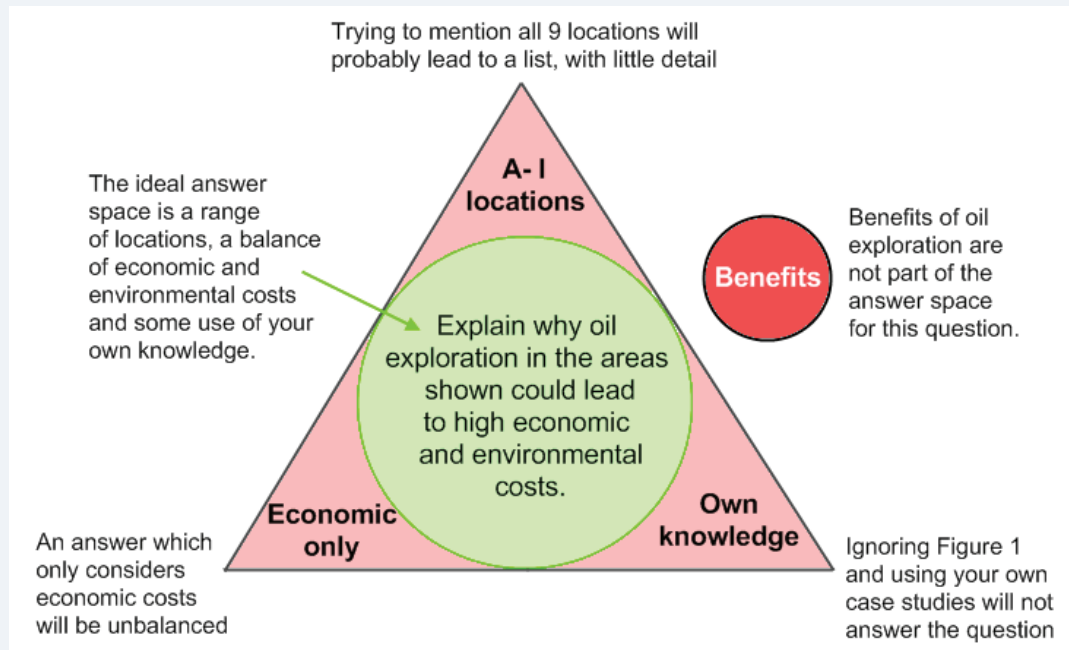 Trying to mention all 9 locations will
probably lead to a list, with little detail
A- I
locations
The ideal answer
space is a range
of locations, a balance
of economic and
environmental costs
and some use of your
own knowledge.
Benefits
Benefits of oil
exploration are
not part of the
answer space
for this question.
Explain why oil
exploration in the areas
shown could lead
to high economic
and environmental
costs.
Economic
only
Own
knowledge
An answer which
only considers
economic costs
will be unbalanced
Ignoring Figure 1
and using your own
case studies will not
answer the question